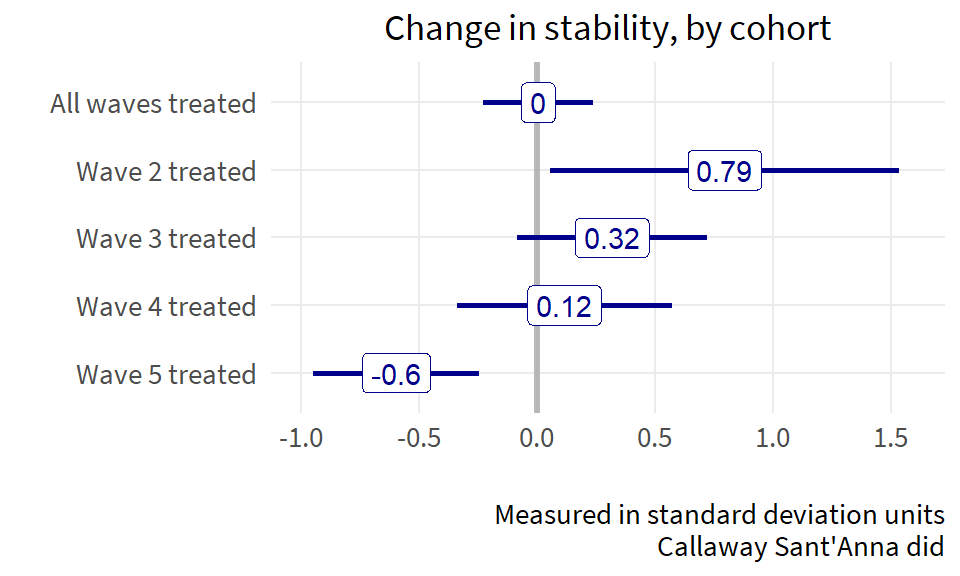 Change in stability, by cohort
All waves treated
0
Wave 2 treated
0.79
Wave 3 treated
0.32
Wave 4 treated
0.12
Wave 5 treated
-0.6
-1.0 -0.5 0.0 0.5 1.0 1.5
Measured in standard deviation units
Callaway Sant'Anna did